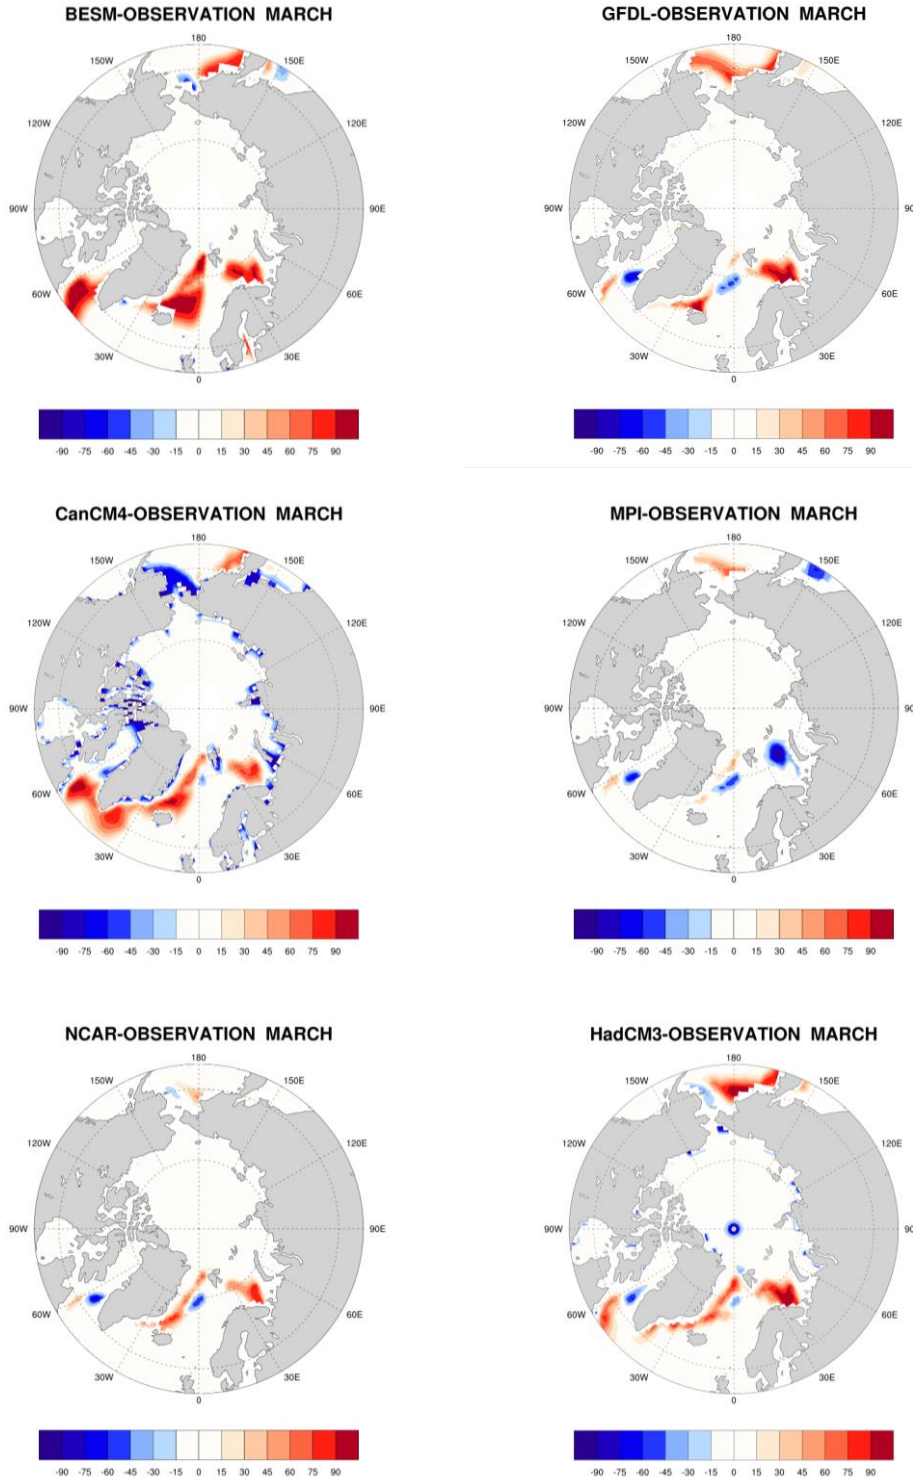 BESM-OBSERVATION MARCH
180
150W 150E
120W 120E
90W 90E
60W 60E
30W 30E
0
-90 -75 -60 -45 -30 -15 0 15 30 45 60 75 90
GFDL-OBSERVATION MARCH
180
150W 150E
120W 120E
90W 90
60W 60E
30W 30E
0
-90 -75 -60 -45 -30 -15 0 15 30 45 60 75 90
CanCM4-OBSERVATION MARCH
180
150W 150E
120W 120E
90W 90E
60W 60E
30W 30E
0
-90 -75 -60 -45 -30 -15 0 15 30 45 60 75 90
MPI-OBSERVATION MARCH
180
150W 150E
120W 120E
90W 90
60W 60E
30W 30E
0
-90 -75 -60 -45 -30 -15 0 15 30 45 60 75 90
NCAR-OBSERVATION MARCH
180
150W 150E
120W 120E
90W 90E
60W 60E
30W 30E
0
-90 -75 -60 -45 -30 -15 0 15 30 45 60 75 90
HadCM3-OBSERVATION MARCH
180
150W 150E
120W 120E
90W 90
60W 60E
30W 30E
0
-90 -75 -60 -45 -30 -15 0 15 30 45 60 75 90